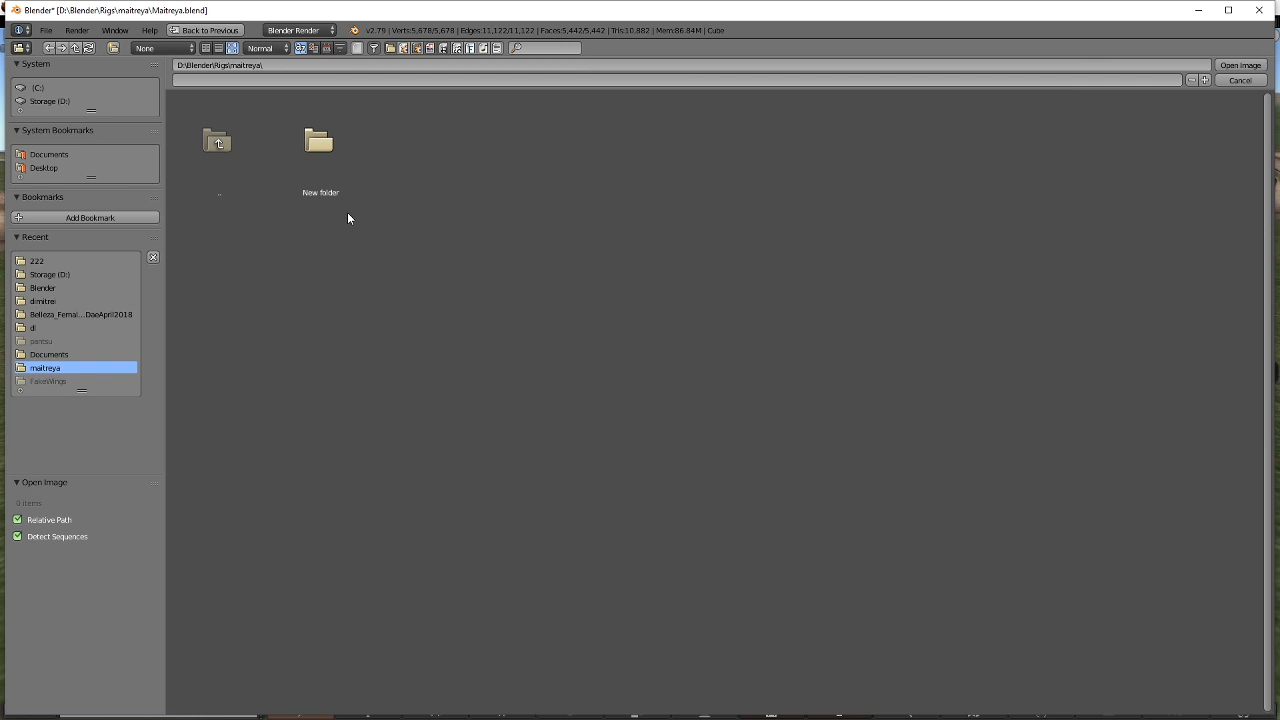 Blender* [D:\Blender\Rigs\maitreya\Maitreya.blend]
File Render Window Help Back to Previous Blender Render v2.79 | Verts:5,678/5,678 | Edges:11,122/11,122 | Faces:5,442/5,442 | Tris:10,882 | Mem:86.84M | Cube
None Normal
System
(C:)
Storage (D:)
System Bookmarks
Documents
Desktop
Bookmarks
Add Bookmark
Recent
222
Storage (D:)
Blender
dimitrei
Belleza_Femal...DaeApril2018
dl
pantsu
Documents
maitreya
FakeWings
Open Image
0 items
Relative Path
Detect Sequences
D:\Blender\Rigs\maitreya\
Open Image
Cancel
..
New folder